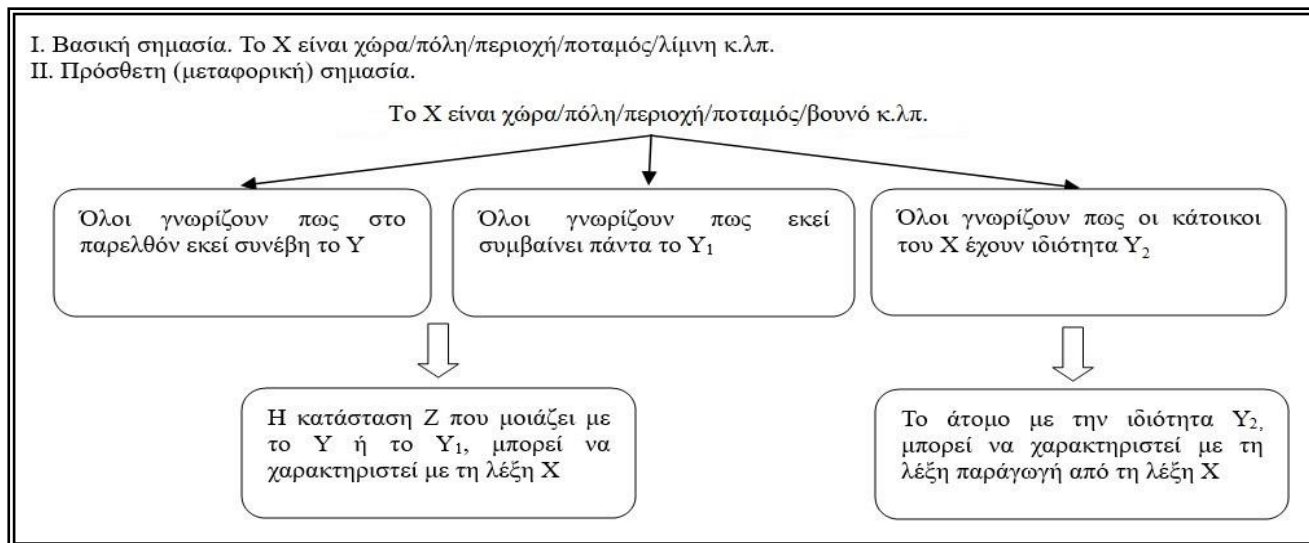 I. Βασική σημασία. Το Χ είναι χώρα/πόλη/περιοχή/ποταμός/λίμνη κ.λπ.
II. Πρόσθετη (μεταφορική) σημασία.
Το Χ είναι χώρα/πόλη/περιοχή/ποταμός/βουνό κ.λπ.
Όλοι γνωρίζουν πως στο
παρελθόν εκεί συνέβη το Υ
Όλοι γνωρίζουν πως εκεί
συμβαίνει πάντα το Υ₁
Όλοι γνωρίζουν πως οι κάτοικοι
του Χ έχουν ιδιότητα Υ₂
Η κατάσταση Ζ που μοιάζει με
το Υ ή το Υ₁, μπορεί να
χαρακτηριστεί με τη λέξη Χ
Το άτομο με την ιδιότητα Υ₂,
μπορεί να χαρακτηριστεί με τη
λέξη παράγωγή από τη λέξη Χ